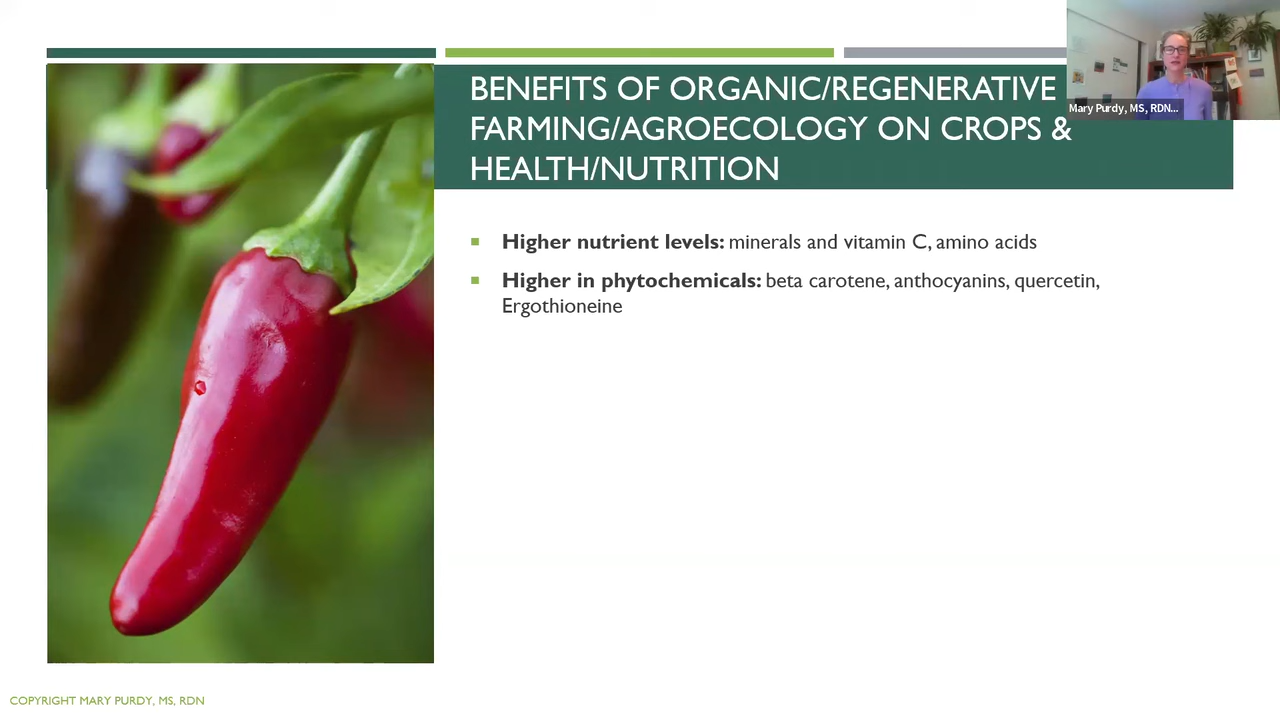 BENEFITS OF ORGANIC/REGENERATIVE
FARMING/AGROECOLOGY ON CROPS &
HEALTH/NUTRITION
Mary Purdy, MS, RDN...
▪ Higher nutrient levels: minerals and vitamin C, amino acids
▪ Higher in phytochemicals: beta carotene, anthocyanins, quercetin,
Ergothioneine
COPYRIGHT MARY PURDY, MS, RDN